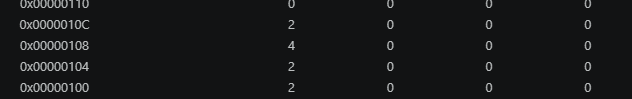 0x00000110 0 0 0 0
0x0000010C 2 0 0 0
0x00000108 4 0 0 0
0x00000104 2 0 0 0
0x00000100 2 0 0 0